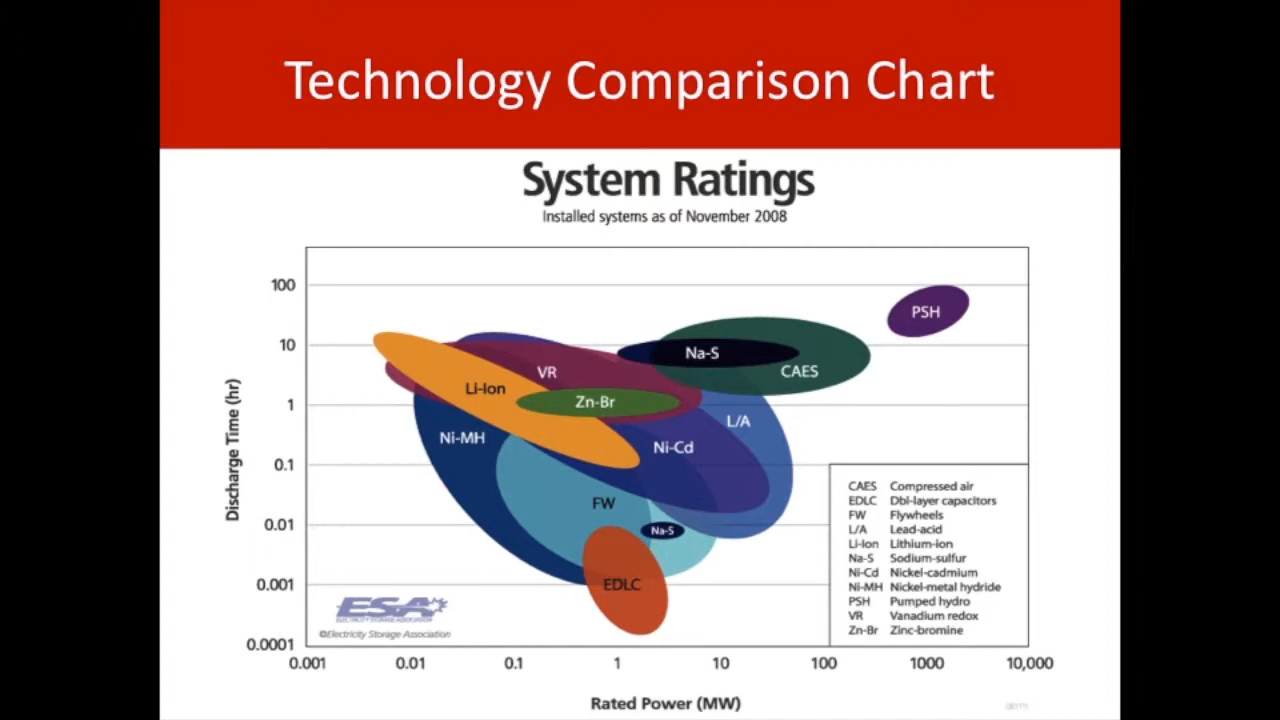 Technology Comparison Chart
System Ratings
Installed systems as of November 2008
Discharge Time (hr)
100
10
1
0.1
0.01
0.001
0.0001
PSH
Na-S
CAES
VR
Li-Ion
Zn-Br
L/A
Ni-MH
Ni-Cd
FW
Na-S
EDLC
CAES Compressed air
EDLC Dbl-layer capacitors
FW Flywheels
L/A Lead-acid
Li-Ion Lithium-ion
Na-S Sodium-sulfur
Ni-Cd Nickel-cadmium
Ni-MH Nickel-metal hydride
PSH Pumped hydro
VR Vanadium redox
Zn-Br Zinc-bromine
ESA
ELECTRICITY STORAGE ASSOCIATION
©Electricity Storage Association
0.001 0.01 0.1 1 10 100 1000 10,000
Rated Power (MW)